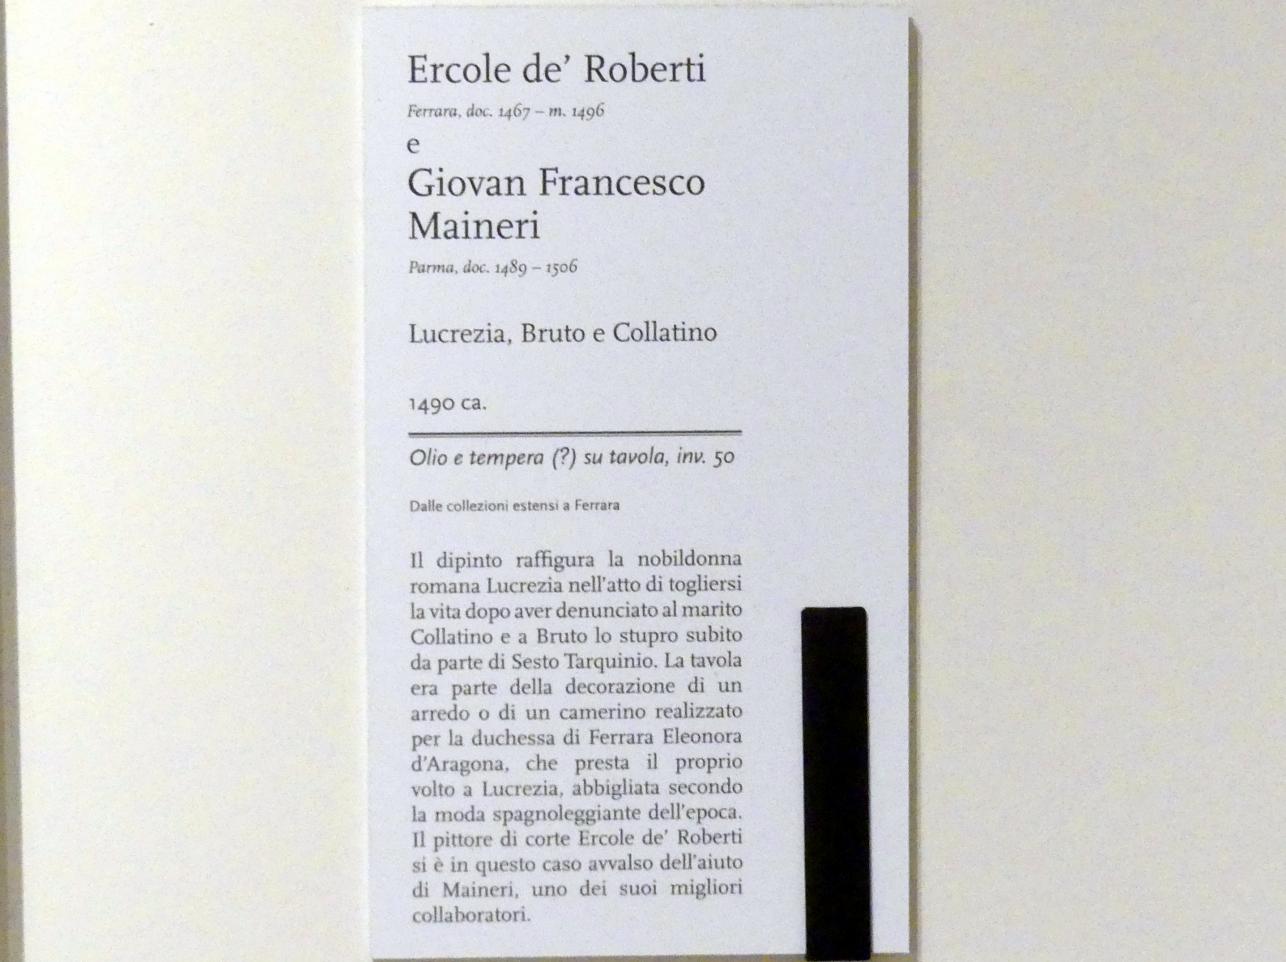 Ercole de’ Roberti
Ferrara, doc. 1467 – m. 1496
e
Giovan Francesco
Maineri
Parma, doc. 1489 – 1506
Lucrezia, Bruto e Collatino
1490 ca.
Olio e tempera (?) su tavola, inv. 50
Dalle collezioni estensi a Ferrara
Il dipinto raffigura la nobildonna
romana Lucrezia nell’atto di togliersi
la vita dopo aver denunciato al marito
Collatino e a Bruto lo stupro subito
da parte di Sesto Tarquinio. La tavola
era parte della decorazione di un
arredo o di un camerino realizzato
per la duchessa di Ferrara Eleonora
d’Aragona, che presta il proprio
volto a Lucrezia, abbigliata secondo
la moda spagnoleggiante dell’epoca.
Il pittore di corte Ercole de’ Roberti
si è in questo caso avvalso dell’aiuto
di Maineri, uno dei suoi migliori
collaboratori.